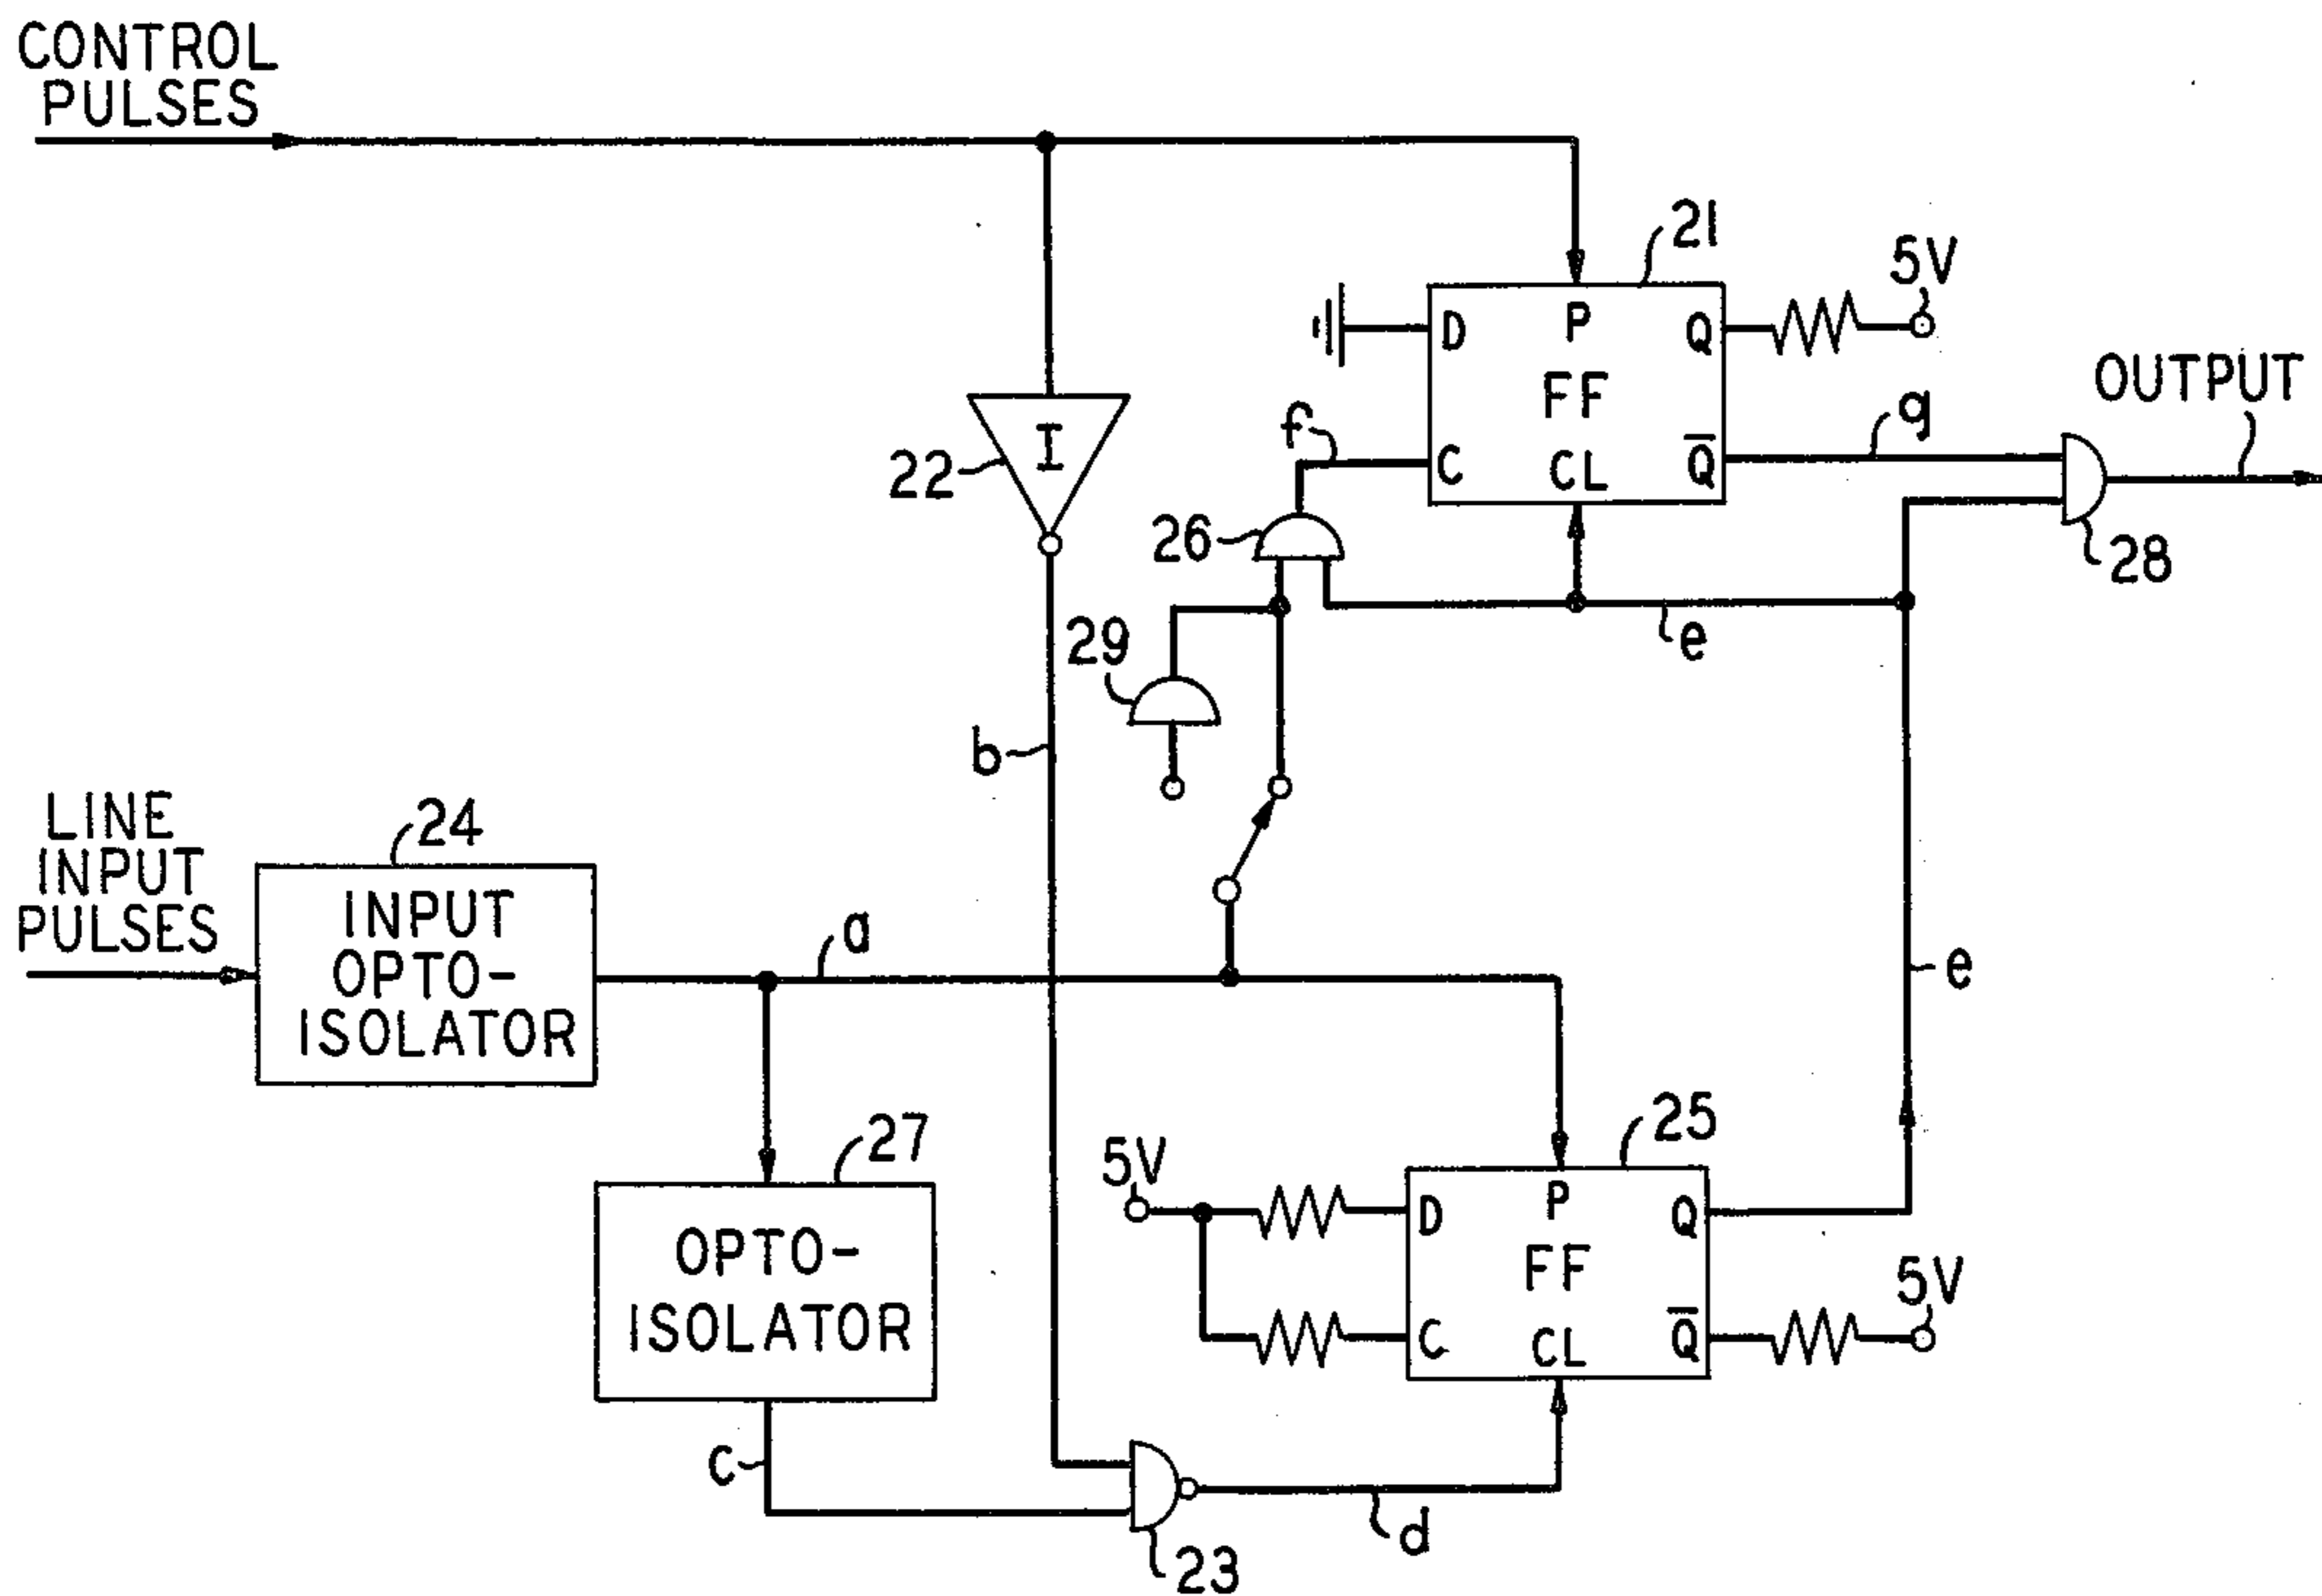 CONTROL
PULSES
21
5V
D
P
Q
FF
OUTPUT
f
g
C
CL
Q̅
I
22
26
28
29
e
b
LINE
INPUT
PULSES
24
INPUT
OPTO-
ISOLATOR
a
e
27
25
5V
OPTO-
ISOLATOR
D
P
Q
FF
5V
C
CL
Q̅
c
d
23